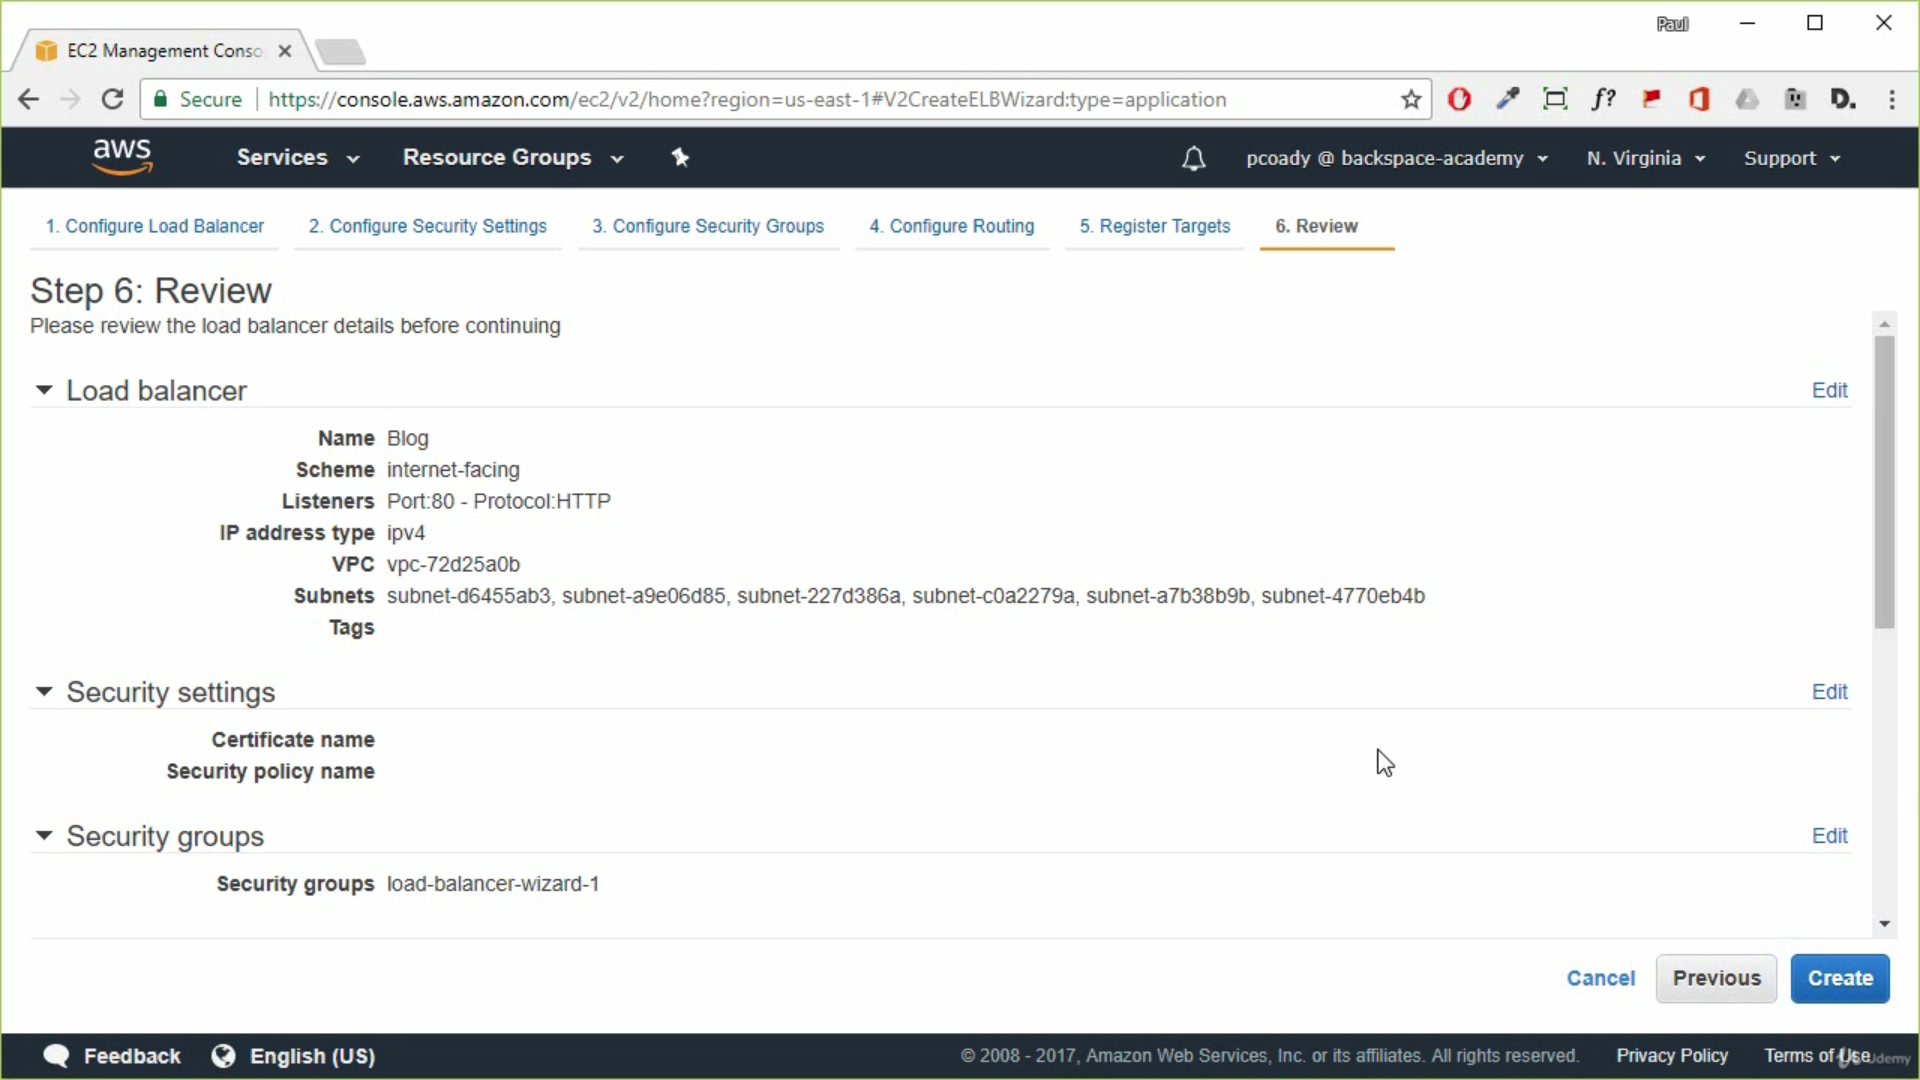 Paul
EC2 Management Conso
Secure https://console.aws.amazon.com/ec2/v2/home?region=us-east-1#V2CreateELBWizard:type=application
f?
D.
aws Services Resource Groups pcoady @ backspace-academy N. Virginia Support
1. Configure Load Balancer 2. Configure Security Settings 3. Configure Security Groups 4. Configure Routing 5. Register Targets 6. Review
Step 6: Review
Please review the load balancer details before continuing
Load balancer Edit
Name Blog
Scheme internet-facing
Listeners Port:80 - Protocol:HTTP
IP address type ipv4
VPC vpc-72d25a0b
Subnets subnet-d6455ab3, subnet-a9e06d85, subnet-227d386a, subnet-c0a2279a, subnet-a7b38b9b, subnet-4770eb4b
Tags
Security settings Edit
Certificate name
Security policy name
Security groups Edit
Security groups load-balancer-wizard-1
Cancel Previous Create
Feedback English (US) © 2008 - 2017, Amazon Web Services, Inc. or its affiliates. All rights reserved. Privacy Policy Terms of Use
Udemy